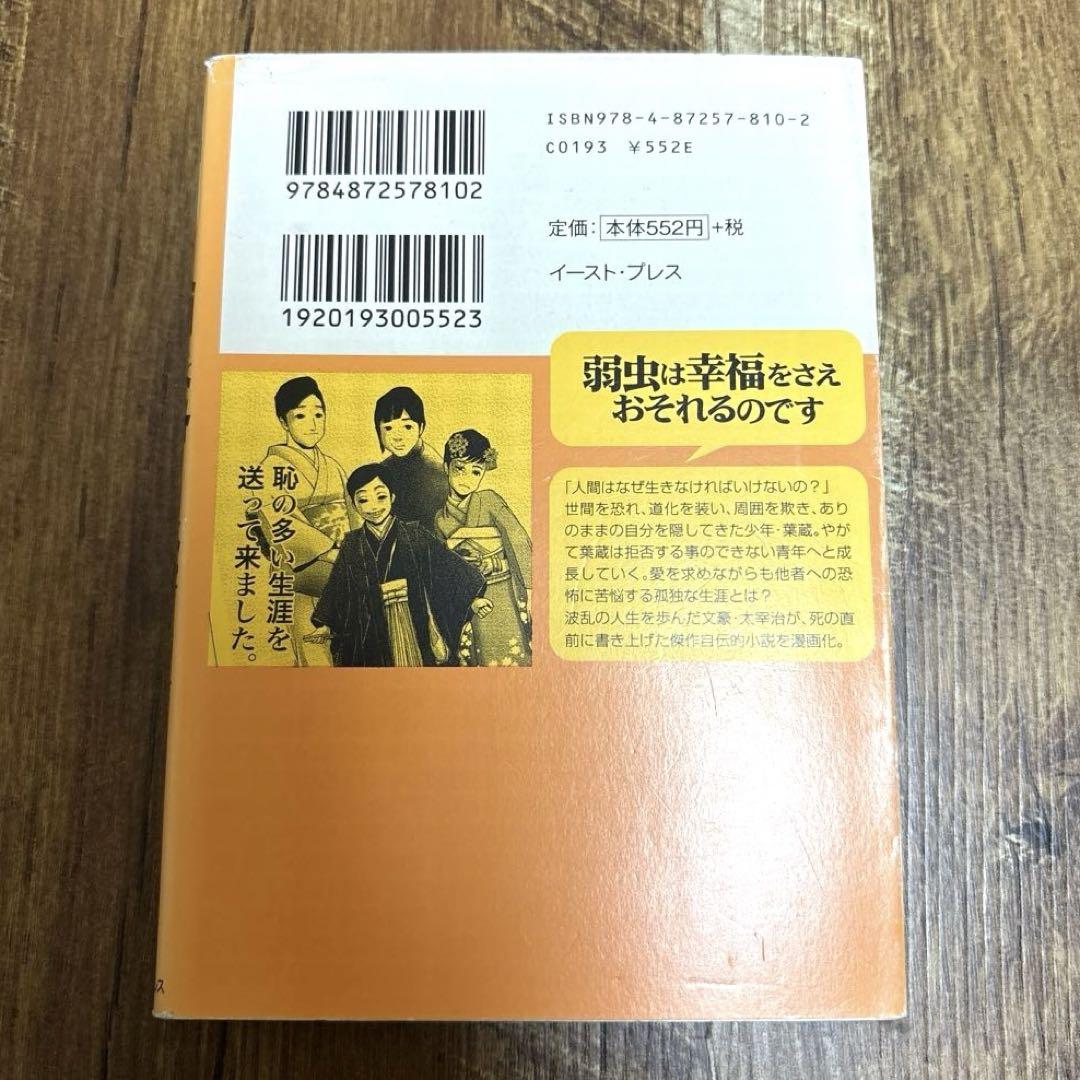 9784872578102
1920193005523
ISBN978-4-87257-810-2
C0193 ¥552E
定価: 本体552円+税
イースト・プレス
恥の多い生涯を
送って来ました。
弱虫は幸福をさえ
おそれるのです
「人間はなぜ生きなければいけないの？」
世間を恐れ、道化を装い、周囲を欺き、あり
のままの自分を隠してきた少年・葉蔵。やが
て葉蔵は拒否する事のできない青年へと成
長していく。愛を求めながらも他者への恐
怖に苦悩する孤独な生涯とは？
波乱の人生を歩んだ文豪・太宰治が、死の直
前に書き上げた傑作自伝的小説を漫画化。
ス